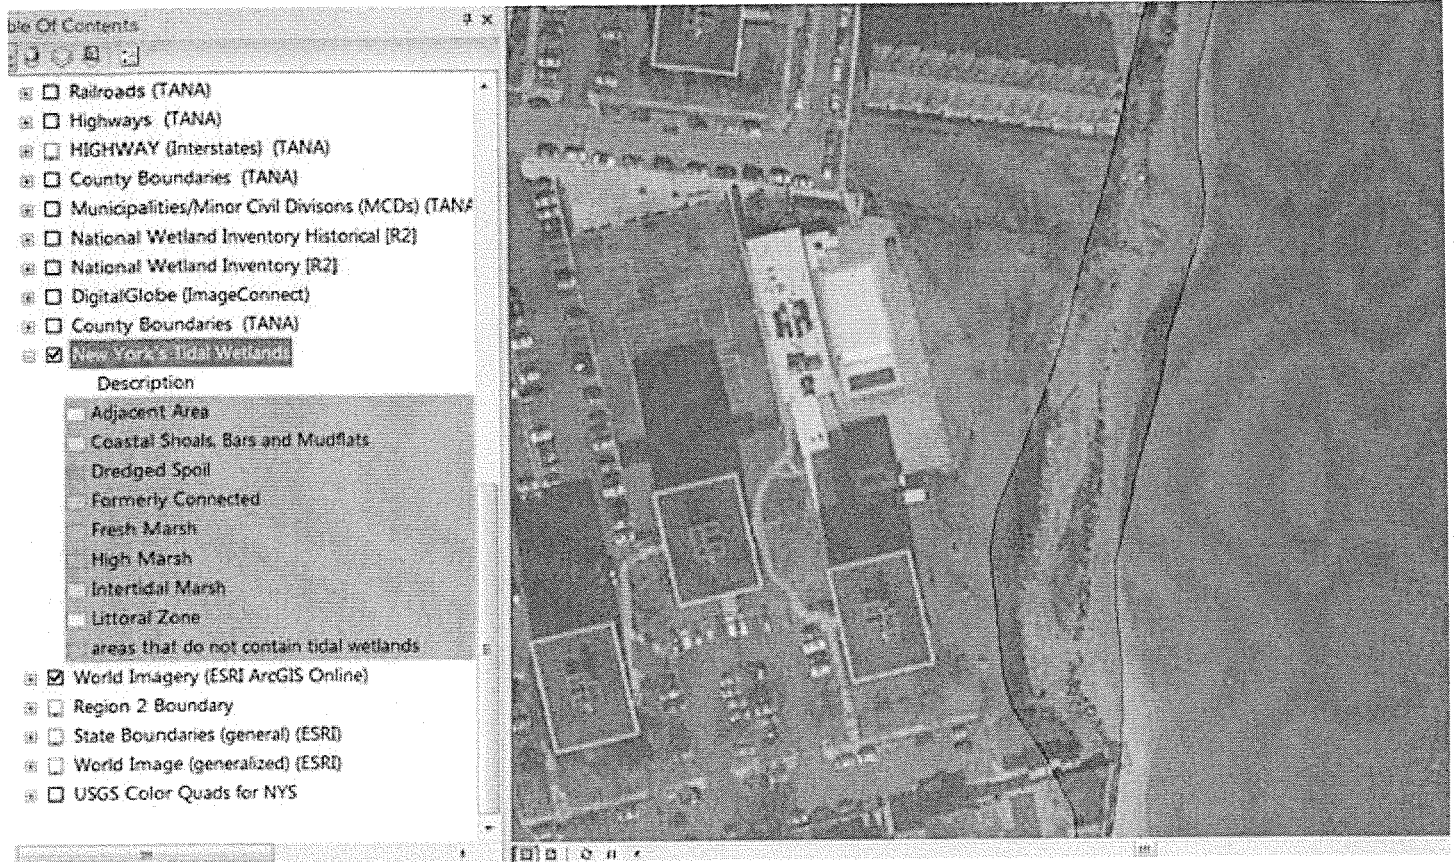 ble Of Contents
Railroads (TANA)
Highways (TANA)
HIGHWAY (Interstates) (TANA)
County Boundaries (TANA)
Municipalities/Minor Civil Divisons (MCDs) (TANA
National Wetland Inventory Historical [R2]
National Wetland Inventory [R2]
DigitalGlobe (ImageConnect)
County Boundaries (TANA)
New York's Tidal Wetlands
Description
Adjacent Area
Coastal Shoals, Bars and Mudflats
Dredged Spoil
Formerly Connected
Fresh Marsh
High Marsh
Intertidal Marsh
Littoral Zone
areas that do not contain tidal wetlands
World Imagery (ESRI ArcGIS Online)
Region 2 Boundary
State Boundaries (general) (ESRI)
World Image (generalized) (ESRI)
USGS Color Quads for NYS